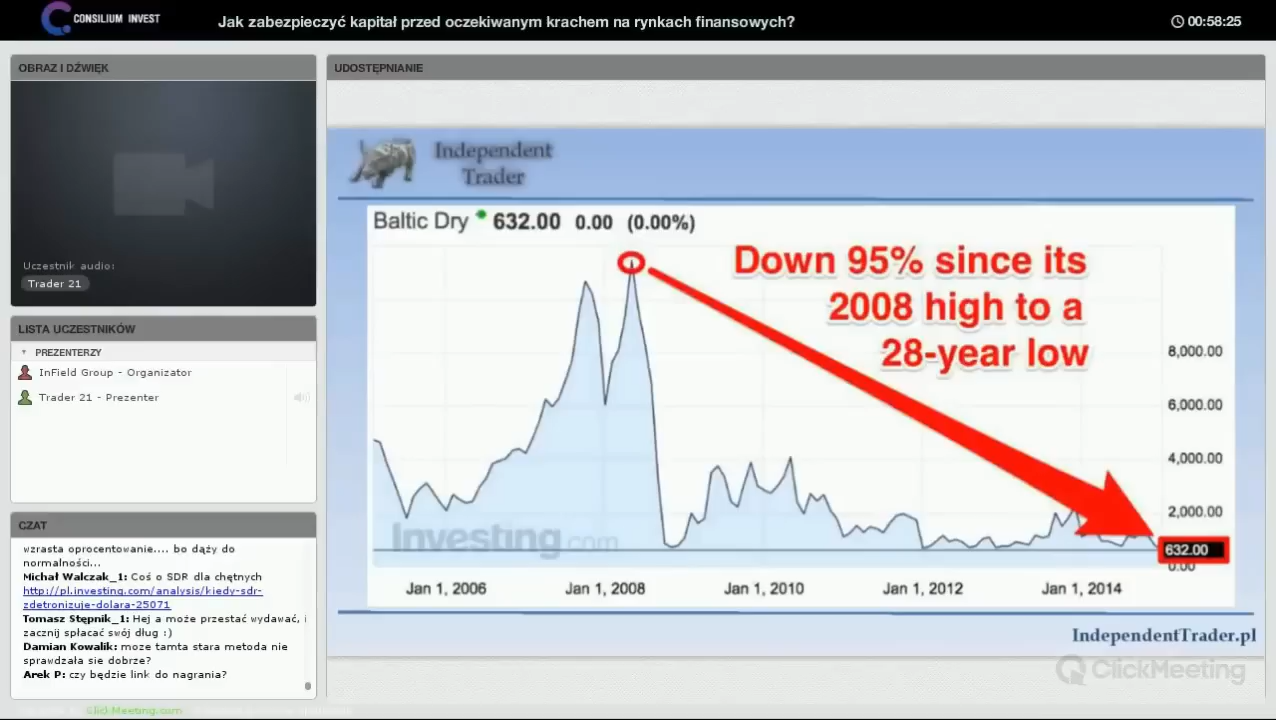 CONSILIUM INVEST
Jak zabezpieczyć kapitał przed oczekiwanym krachem na rynkach finansowych?
00:58:25
OBRAZ I DŹWIĘK
Uczestnik audio:
Trader 21
LISTA UCZESTNIKÓW
PREZENTERZY
InField Group - Organizator
Trader 21 - Prezenter
CZAT
wzrasta oprocentowanie.... bo dąży do
normalności...
Michał Walczak_1: Coś o SDR dla chętnych
http://pl.investing.com/analysis/kiedy-sdr-
zdetronizuje-dolara-25071
Tomasz Stępnik_1: Hej a może przestać wydawać, i
zacznij spłacać swój dług :)
Damian Kowalik: moze tamta stara metoda nie
sprawdzała sie dobrze?
Arek P: czy będzie link do nagrania?
ClickMeeting.com
UDOSTĘPNIANIE
Independent
Trader
Baltic Dry 632.00 0.00 (0.00%)
Down 95% since its
2008 high to a
28-year low
8,000.00
6,000.00
4,000.00
2,000.00
632.00
0.00
Investing.com
Jan 1, 2006 Jan 1, 2008 Jan 1, 2010 Jan 1, 2012 Jan 1, 2014
IndependentTrader.pl
ClickMeeting